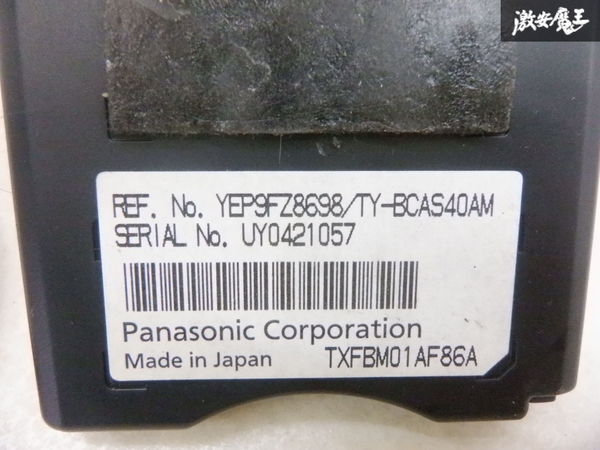 激安魔王
REF. No. YEP9FZ8698/TY-BCAS40AM
SERIAL No. UY0421057
Panasonic Corporation
Made in Japan TXFBM01AF86A